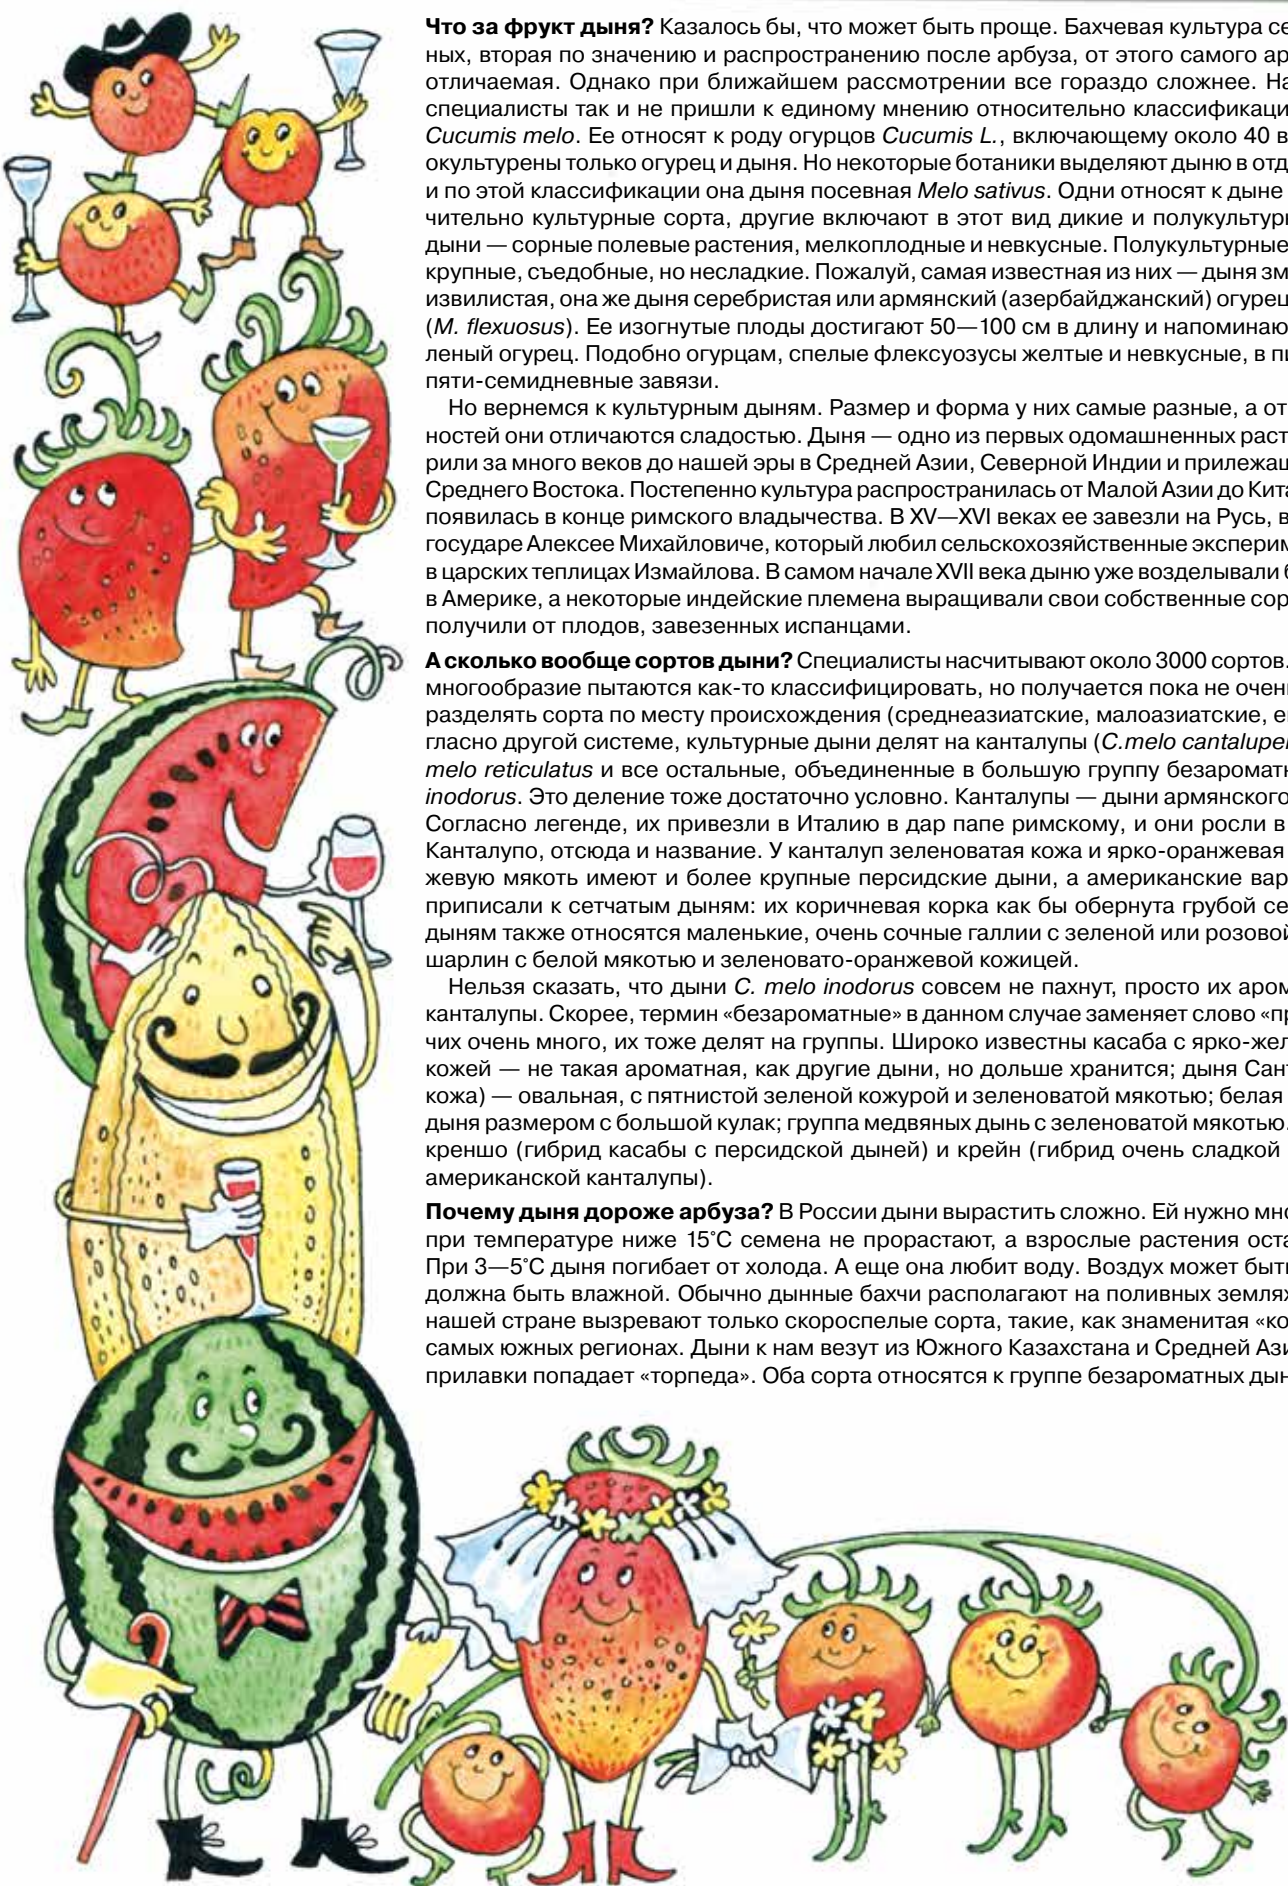 Что за фрукт дыня? Казалось бы, что может быть проще. Бахчевая культура се
ных, вторая по значению и распространению после арбуза, от этого самого ар
отличаемая. Однако при ближайшем рассмотрении все гораздо сложнее. На
специалисты так и не пришли к единому мнению относительно классификаци
Cucumis melo. Ее относят к роду огурцов Cucumis L., включающему около 40 в
окультурены только огурец и дыня. Но некоторые ботаники выделяют дыню в отд
и по этой классификации она дыня посевная Melo sativus. Одни относят к дыне
чительно культурные сорта, другие включают в этот вид дикие и полукультурн
дыни — сорные полевые растения, мелкоплодные и невкусные. Полукультурные
крупные, съедобные, но несладкие. Пожалуй, самая известная из них — дыня зм
извилистая, она же дыня серебристая или армянский (азербайджанский) огурец
(M. flexuosus). Ее изогнутые плоды достигают 50—100 см в длину и напоминаю
леный огурец. Подобно огурцам, спелые флексуозусы желтые и невкусные, в пи
пяти-семидневные завязи.
Но вернемся к культурным дыням. Размер и форма у них самые разные, а от
ностей они отличаются сладостью. Дыня — одно из первых одомашненных раст
рили за много веков до нашей эры в Средней Азии, Северной Индии и прилежащ
Среднего Востока. Постепенно культура распространилась от Малой Азии до Кита
появилась в конце римского владычества. В XV—XVI веках ее завезли на Русь, в
государе Алексее Михайловиче, который любил сельскохозяйственные эксперим
в царских теплицах Измайлова. В самом начале XVII века дыню уже возделывали б
в Америке, а некоторые индейские племена выращивали свои собственные сор
получили от плодов, завезенных испанцами.
А сколько вообще сортов дыни? Специалисты насчитывают около 3000 сортов.
многообразие пытаются как-то классифицировать, но получается пока не очен
разделять сорта по месту происхождения (среднеазиатские, малоазиатские, е
гласно другой системе, культурные дыни делят на канталупы (C.melo cantalupe
melo reticulatus и все остальные, объединенные в большую группу безароматн
inodorus. Это деление тоже достаточно условно. Канталупы — дыни армянского
Согласно легенде, их привезли в Италию в дар папе римскому, и они росли в
Канталупо, отсюда и название. У канталуп зеленоватая кожа и ярко-оранжевая
жевую мякоть имеют и более крупные персидские дыни, а американские вар
приписали к сетчатым дыням: их коричневая корка как бы обернута грубой се
дыням также относятся маленькие, очень сочные галлии с зеленой или розовой
шарлин с белой мякотью и зеленовато-оранжевой кожицей.
Нельзя сказать, что дыни C. melo inodorus совсем не пахнут, просто их аром
канталупы. Скорее, термин «безароматные» в данном случае заменяет слово «пр
чих очень много, их тоже делят на группы. Широко известны касаба с ярко-жел
кожей — не такая ароматная, как другие дыни, но дольше хранится; дыня Сант
кожа) — овальная, с пятнистой зеленой кожурой и зеленоватой мякотью; белая
дыня размером с большой кулак; группа медвяных дынь с зеленоватой мякотью.
креншо (гибрид касабы с персидской дыней) и крейн (гибрид очень сладкой
американской канталупы).
Почему дыня дороже арбуза? В России дыни вырастить сложно. Ей нужно мно
при температуре ниже 15°С семена не прорастают, а взрослые растения оста
При 3—5°С дыня погибает от холода. А еще она любит воду. Воздух может быть
должна быть влажной. Обычно дынные бахчи располагают на поливных землях
нашей стране вызревают только скороспелые сорта, такие, как знаменитая «ко
самых южных регионах. Дыни к нам везут из Южного Казахстана и Средней Ази
прилавки попадает «торпеда». Оба сорта относятся к группе безароматных дын